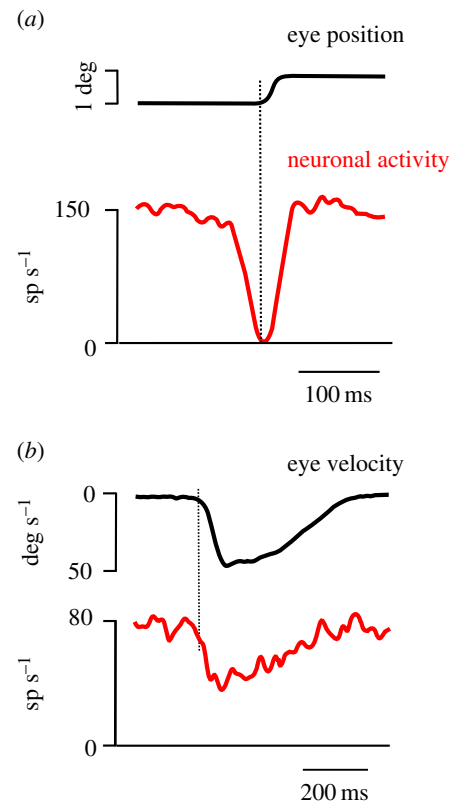 (a)
eye position
1 deg
neuronal activity
150
sp s⁻¹
0
100 ms
(b)
eye velocity
0
deg s⁻¹
50
80
sp s⁻¹
0
200 ms